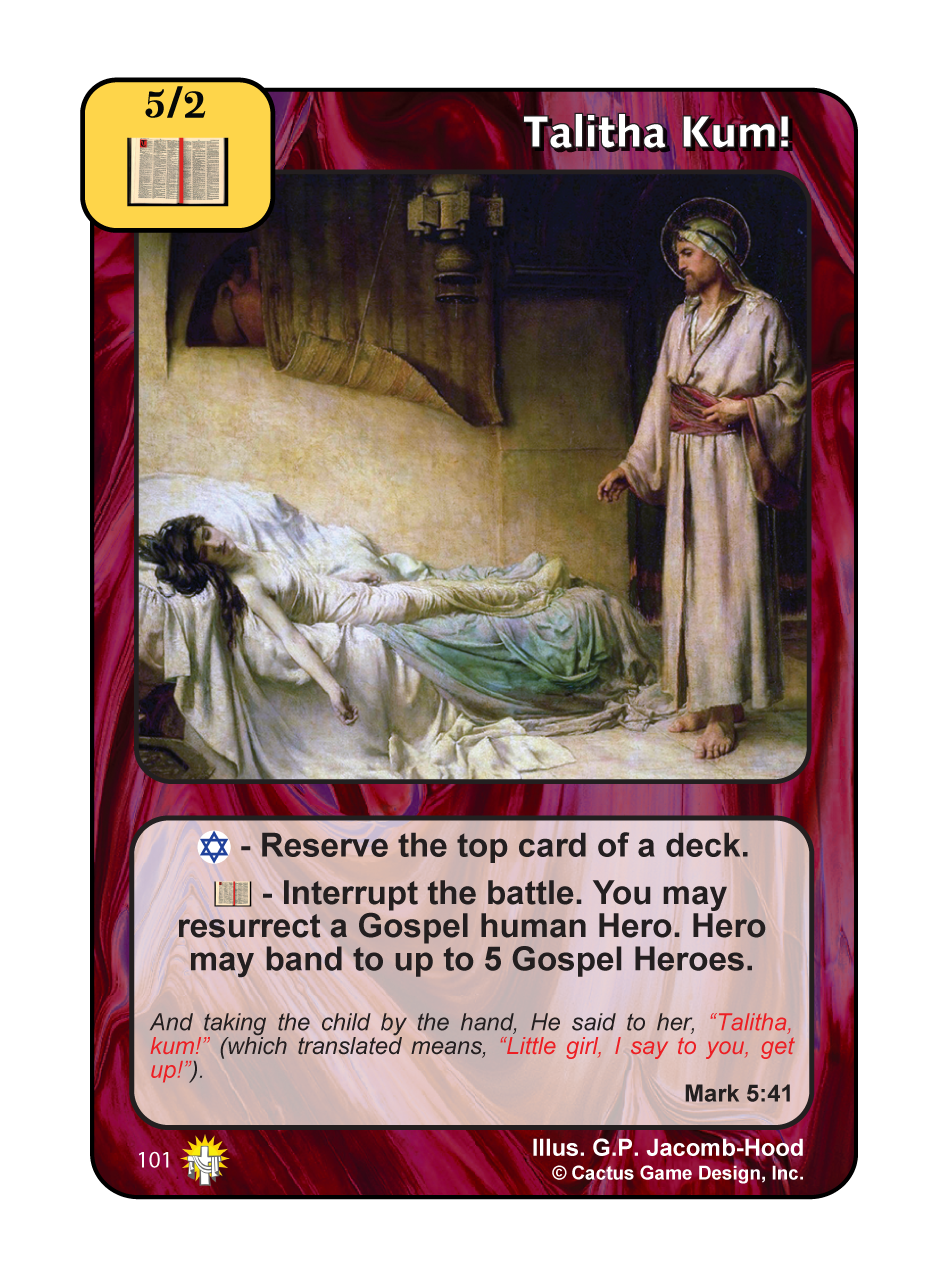 5/2
Talitha Kum!
- Reserve the top card of a deck.
- Interrupt the battle. You may
resurrect a Gospel human Hero. Hero
may band to up to 5 Gospel Heroes.
And taking the child by the hand, He said to her, “Talitha,
kum!” (which translated means, “Little girl, I say to you, get
up!”).
Mark 5:41
101
Illus. G.P. Jacomb-Hood
© Cactus Game Design, Inc.